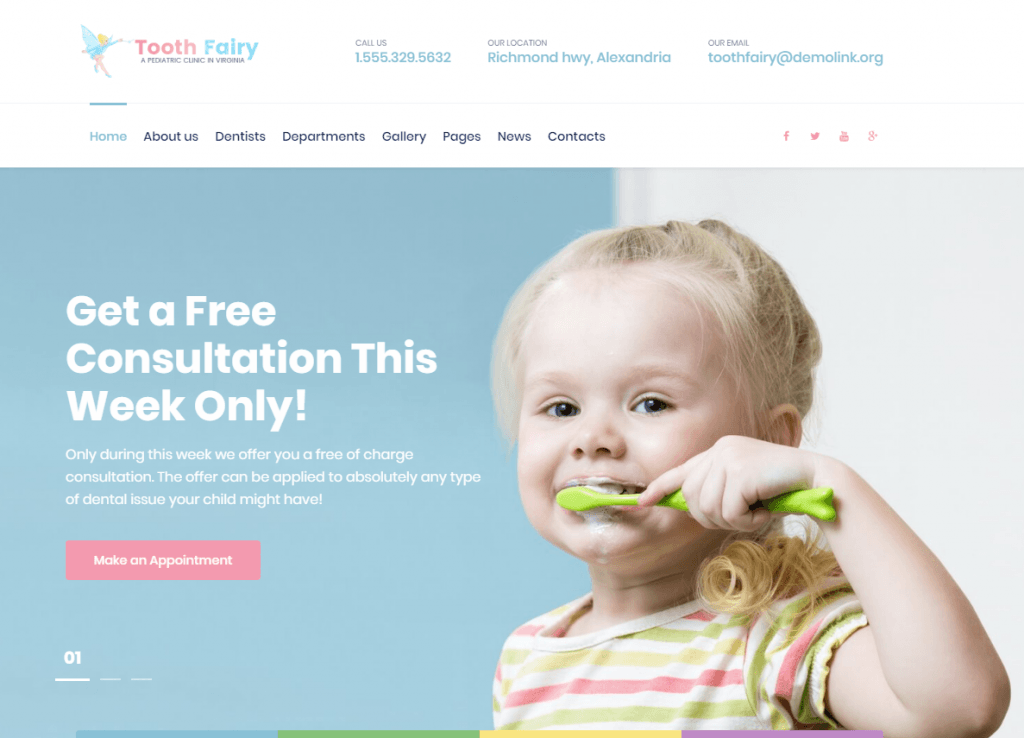 Tooth Fairy
A PEDIATRIC CLINIC IN VIRGINIA
CALL US
1.555.329.5632
OUR LOCATION
Richmond hwy, Alexandria
OUR EMAIL
toothfairy@demolink.org
Home About us Dentists Departments Gallery Pages News Contacts
Get a Free
Consultation This
Week Only!
Only during this week we offer you a free of charge
consultation. The offer can be applied to absolutely any type
of dental issue your child might have!
Make an Appointment
01